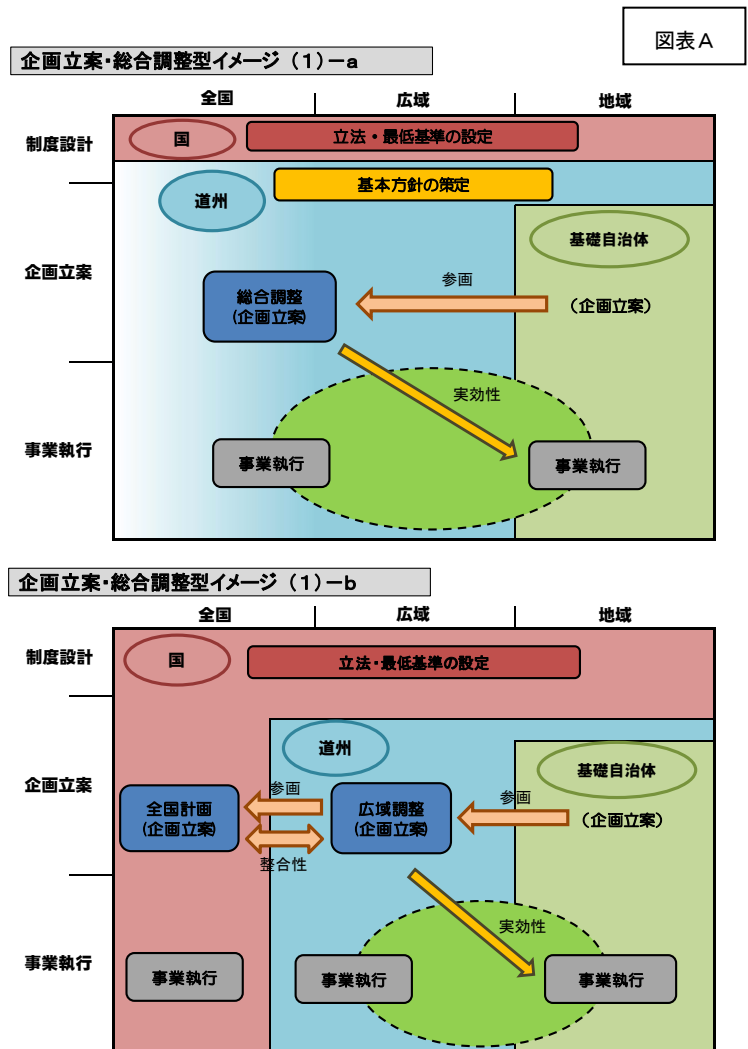 図表A
企画立案・総合調整型イメージ（1）－a
全国
広域
地域
制度設計
国
立法・最低基準の設定
基本方針の策定
道州
基礎自治体
企画立案
総合調整
(企画立案)
参画
（企画立案）
実効性
事業執行
事業執行
事業執行
企画立案・総合調整型イメージ（1）－b
全国
広域
地域
制度設計
国
立法・最低基準の設定
道州
基礎自治体
企画立案
全国計画
(企画立案)
参画
整合性
広域調整
(企画立案)
参画
（企画立案）
実効性
事業執行
事業執行
事業執行
事業執行